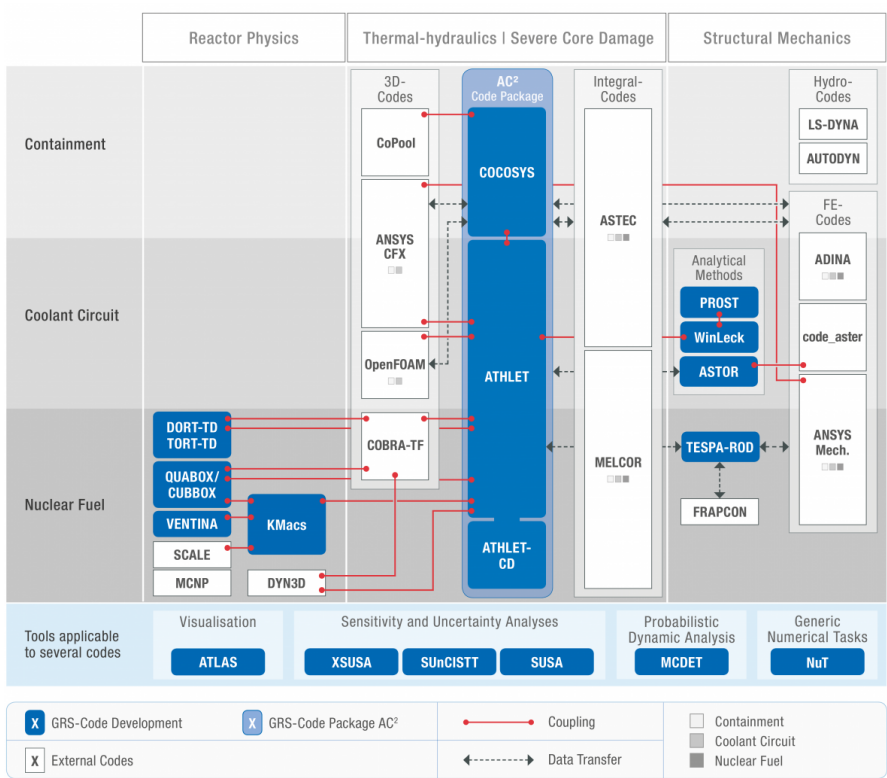 Reactor Physics
Thermal-hydraulics | Severe Core Damage
Structural Mechanics
Containment
Coolant Circuit
Nuclear Fuel
3D-
Codes
CoPool
ANSYS
CFX
OpenFOAM
COBRA-TF
AC²
Code Package
COCOSYS
ATHLET
ATHLET-
CD
Integral-
Codes
ASTEC
MELCOR
Hydro-
Codes
LS-DYNA
AUTODYN
FE-
Codes
ADINA
code_aster
ANSYS
Mech.
Analytical
Methods
PROST
WinLeck
ASTOR
TESPA-ROD
FRAPCON
DORT-TD
TORT-TD
QUABOX/
CUBBOX
VENTINA
KMacs
SCALE
MCNP
DYN3D
Tools applicable
to several codes
Visualisation
ATLAS
Sensitivity and Uncertainty Analyses
XSUSA
SUnCISTT
SUSA
Probabilistic
Dynamic Analysis
MCDET
Generic
Numerical Tasks
NuT
X GRS-Code Development
X GRS-Code Package AC²
X External Codes
Coupling
Data Transfer
Containment
Coolant Circuit
Nuclear Fuel